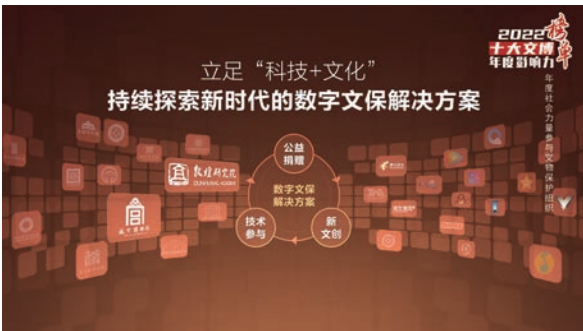 2022
榜单
十大文博
年度影响力
年度社会力量参与文物保护组织
立足“科技+文化”
持续探索新时代的数字文保解决方案
公益
捐赠
敦煌研究院
数字文保
解决方案
技术
参与
新
文创